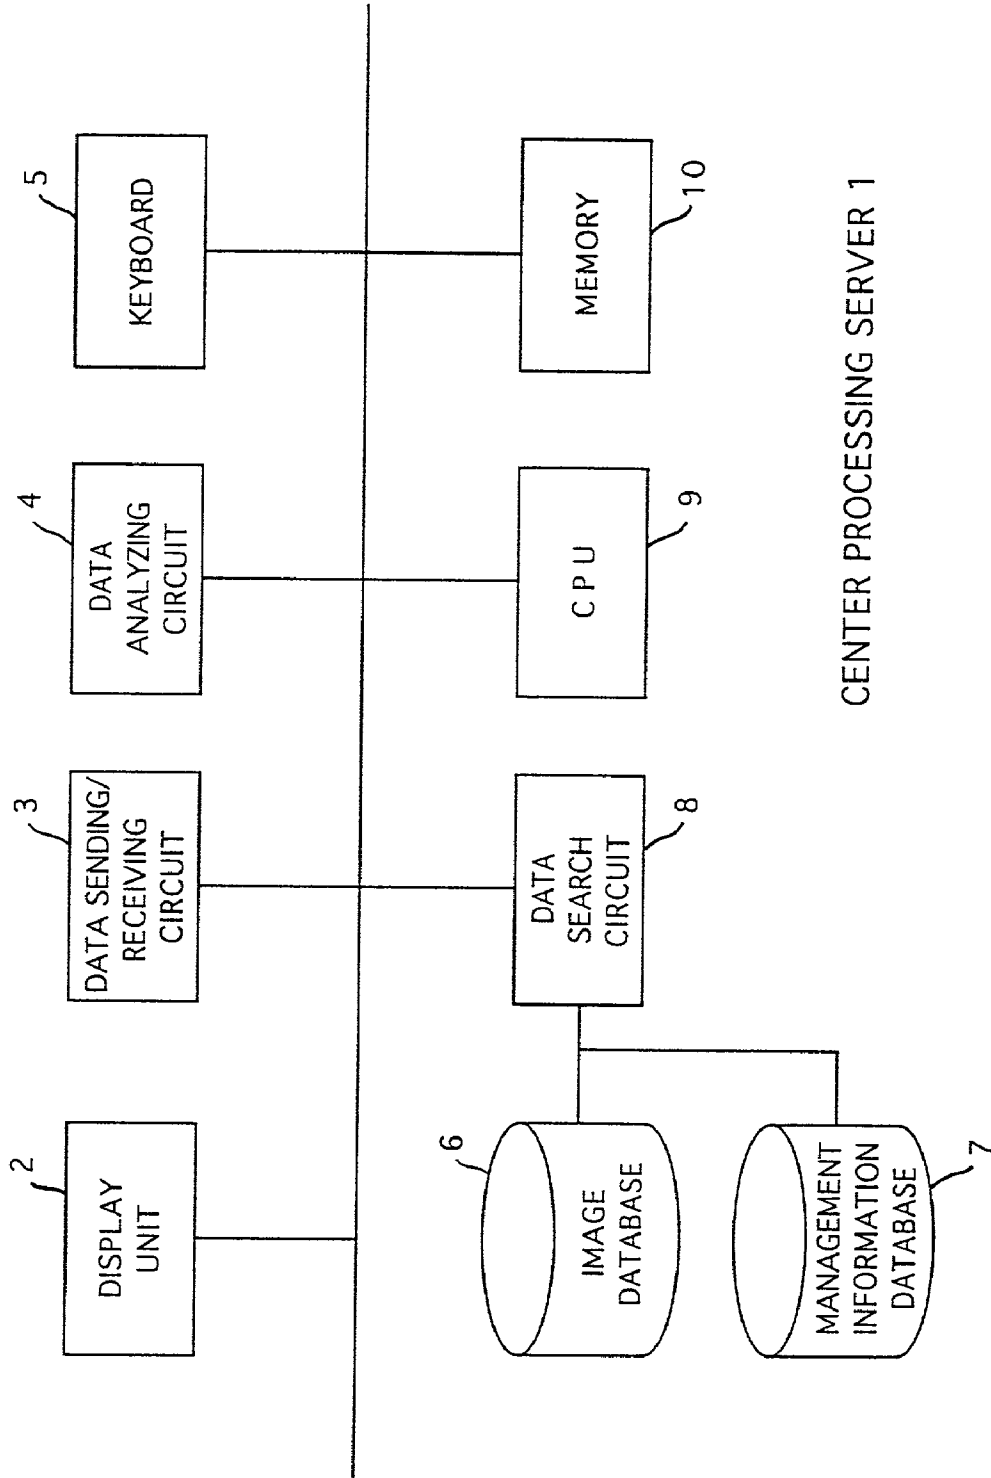 2
DISPLAY
UNIT
3
DATA SENDING/
RECEIVING
CIRCUIT
4
DATA
ANALYZING
CIRCUIT
5
KEYBOARD
6
IMAGE
DATABASE
7
MANAGEMENT
INFORMATION
DATABASE
DATA
SEARCH
CIRCUIT
8
C P U
9
MEMORY
10
CENTER PROCESSING SERVER 1